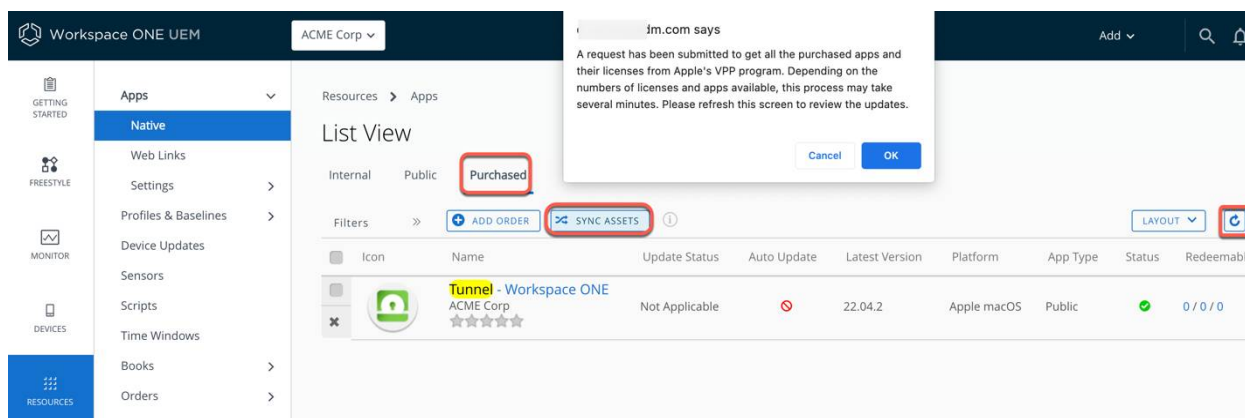 Workspace ONE UEM
ACME Corp
dm.com says
A request has been submitted to get all the purchased apps and
their licenses from Apple's VPP program. Depending on the
numbers of licenses and apps available, this process may take
several minutes. Please refresh this screen to review the updates.
Cancel
OK
Add
GETTING
STARTED
FREESTYLE
MONITOR
DEVICES
RESOURCES
Apps
Native
Web Links
Settings
Profiles & Baselines
Device Updates
Sensors
Scripts
Time Windows
Books
Orders
Resources > Apps
List View
Internal Public Purchased
Filters » ADD ORDER SYNC ASSETS LAYOUT
Icon Name Update Status Auto Update Latest Version Platform App Type Status Redeemabl
Tunnel - Workspace ONE
ACME Corp
Not Applicable 22.04.2 Apple macOS Public 0 / 0 / 0